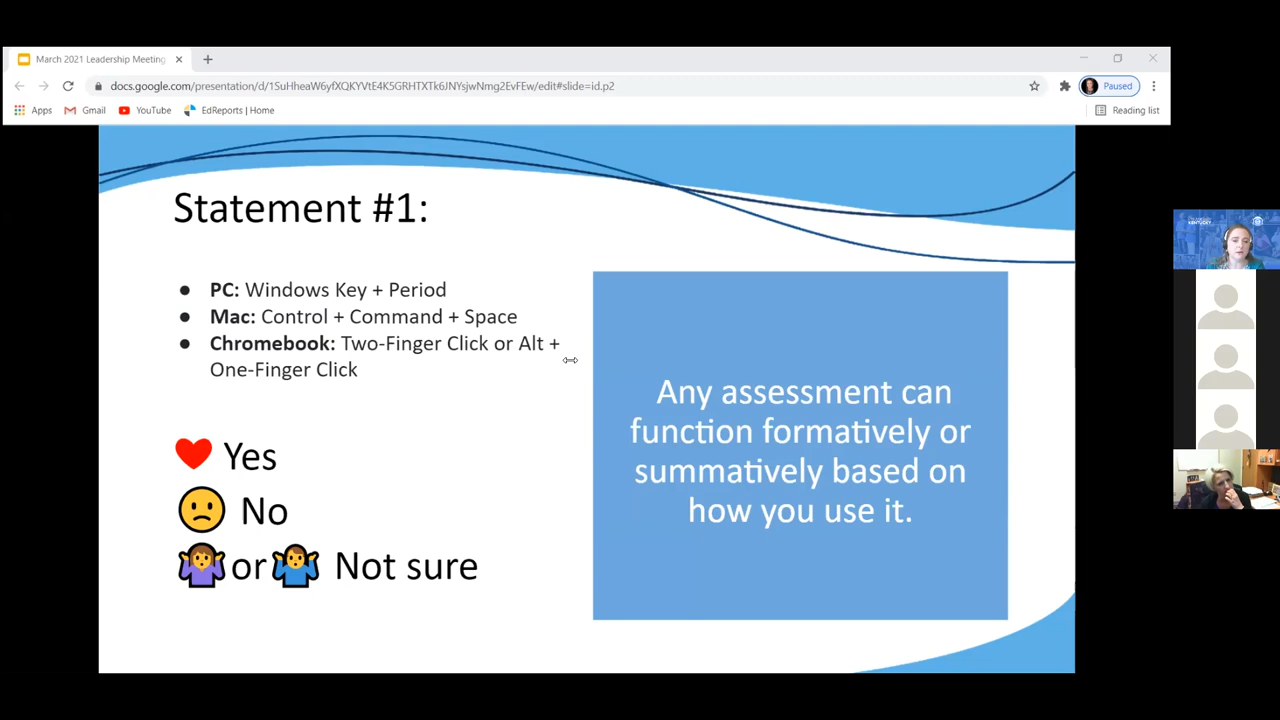 March 2021 Leadership Meeting
docs.google.com/presentation/d/1SuHheaW6yfXQKYVtE4K5GRHTXTk6JNYsjwNmg2EvFEw/edit#slide=id.p2
Paused
Apps Gmail YouTube EdReports | Home Reading list
Statement #1:
● PC: Windows Key + Period
● Mac: Control + Command + Space
● Chromebook: Two-Finger Click or Alt +
One-Finger Click
❤️ Yes
🙁 No
🤷‍♀️or🤷‍♂️ Not sure
Any assessment can
function formatively or
summatively based on
how you use it.
KENTUCKY